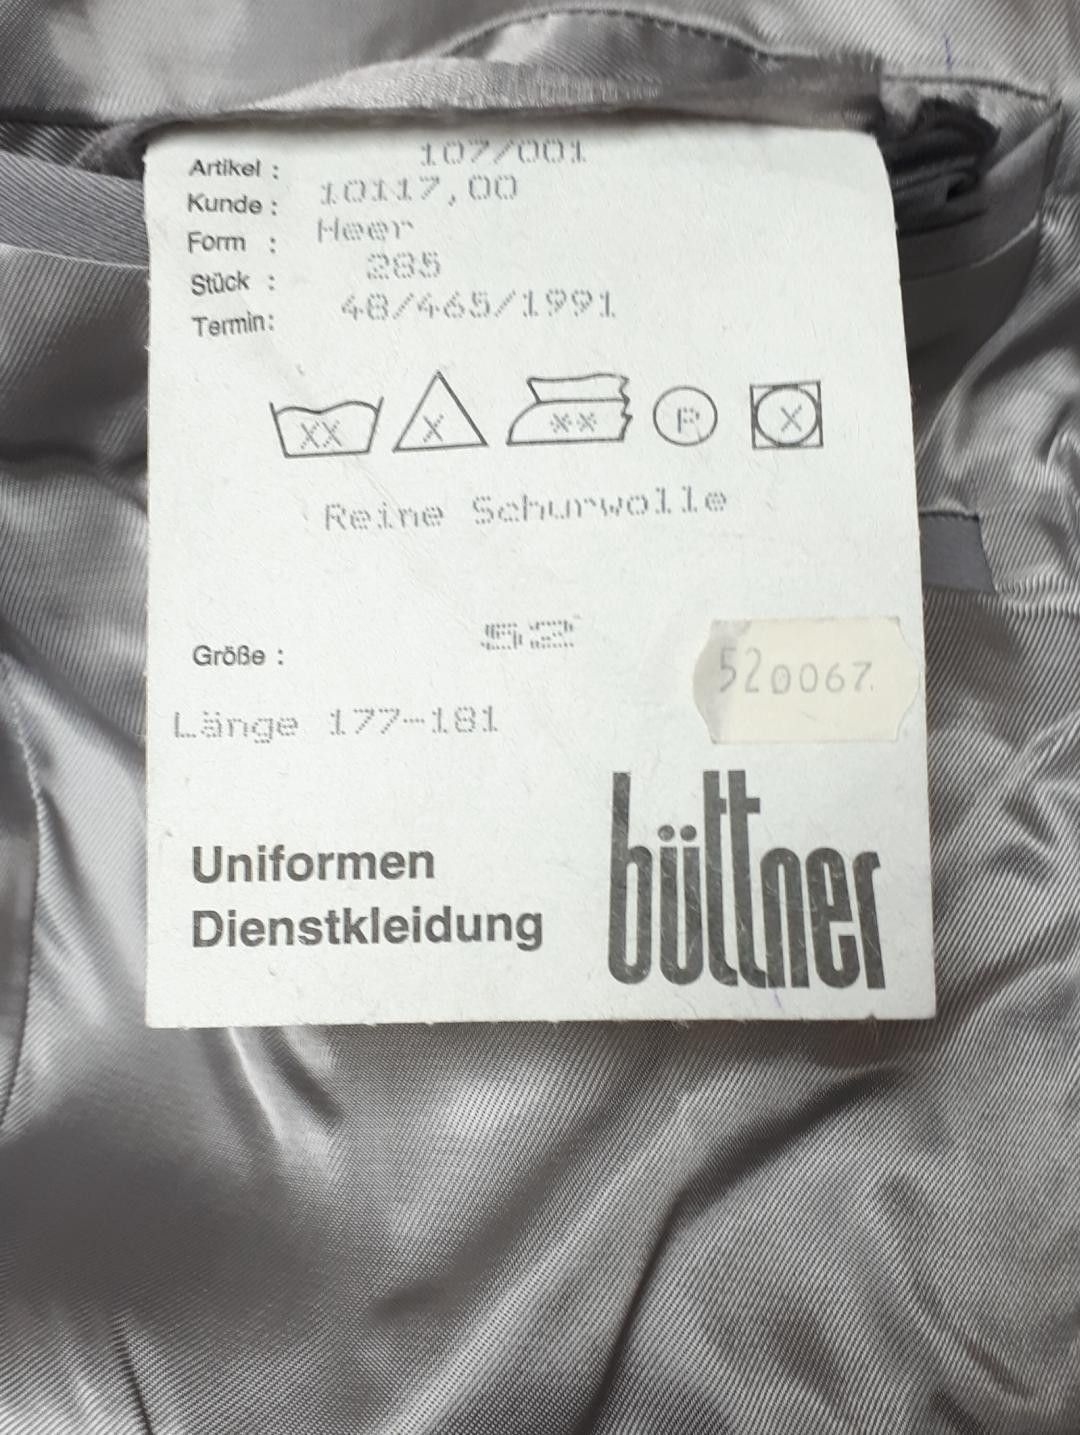 Artikel : 107/001
Kunde : 10117,00
Form : Heer
Stück : 285
Termin: 48/465/1991
XX X ** P X
Reine Schurwolle
Größe : 52
520067
Länge 177-181
Uniformen
Dienstkleidung
büttner